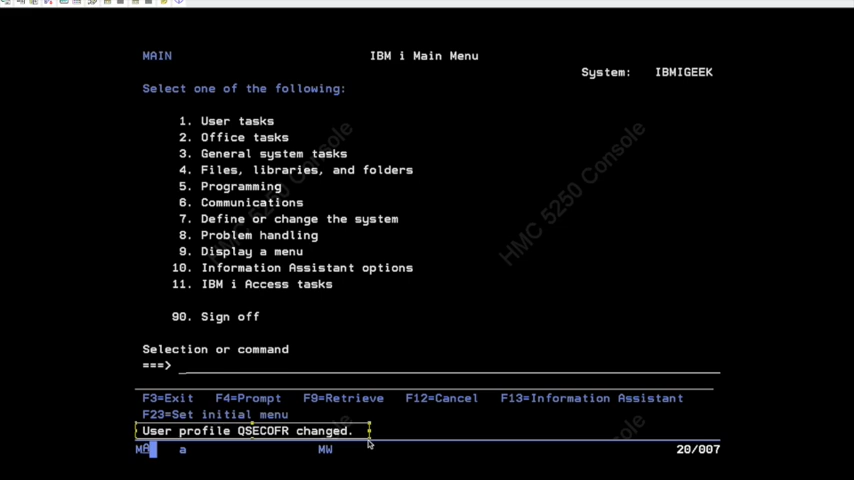 MAIN IBM i Main Menu
System: IBMIGEEK
Select one of the following:
1. User tasks
2. Office tasks
3. General system tasks
4. Files, libraries, and folders
5. Programming
6. Communications
7. Define or change the system
8. Problem handling
9. Display a menu
10. Information Assistant options
11. IBM i Access tasks
90. Sign off
Selection or command
===>
F3=Exit F4=Prompt F9=Retrieve F12=Cancel F13=Information Assistant
F23=Set initial menu
User profile QSECOFR changed.
MA a MW 20/007
HMC 5250 Console
HMC 5250 Console